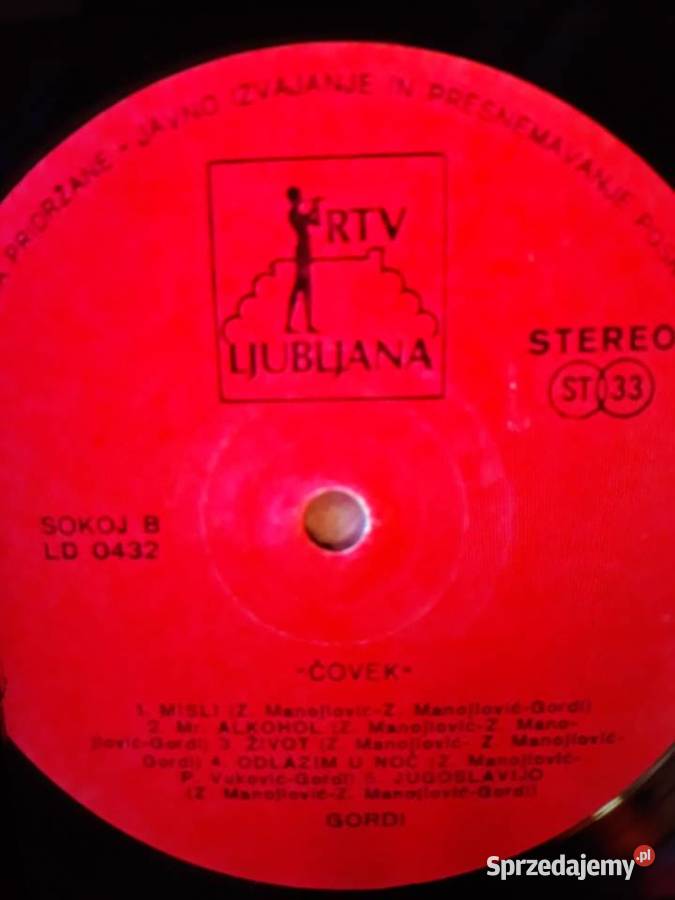 PRIDRŽANE - JAVNO IZVAJANJE IN PRESNEMAVANJE
RTV
LJUBLJANA
STEREO
ST 33
SOKOJ B
LD 0432
-ČOVEK-
1. MISLI (Z. Manojlović-Z. Manojlović-Gordi)
2. Mr. ALKOHOL (Z. Manojlović-Z. Mano-
jlović-Gordi) 3. ŽIVOT (Z. Manojlović- Z. Manojlović-
Gordi) 4. ODLAZIM U NOĆ (Z. Manojlović-
P. Vuković-Gordi) 5. JUGOSLAVIJO
(Z. Manojlović-Z. Manojlović-Gordi)
GORDI
Sprzedajemy.pl